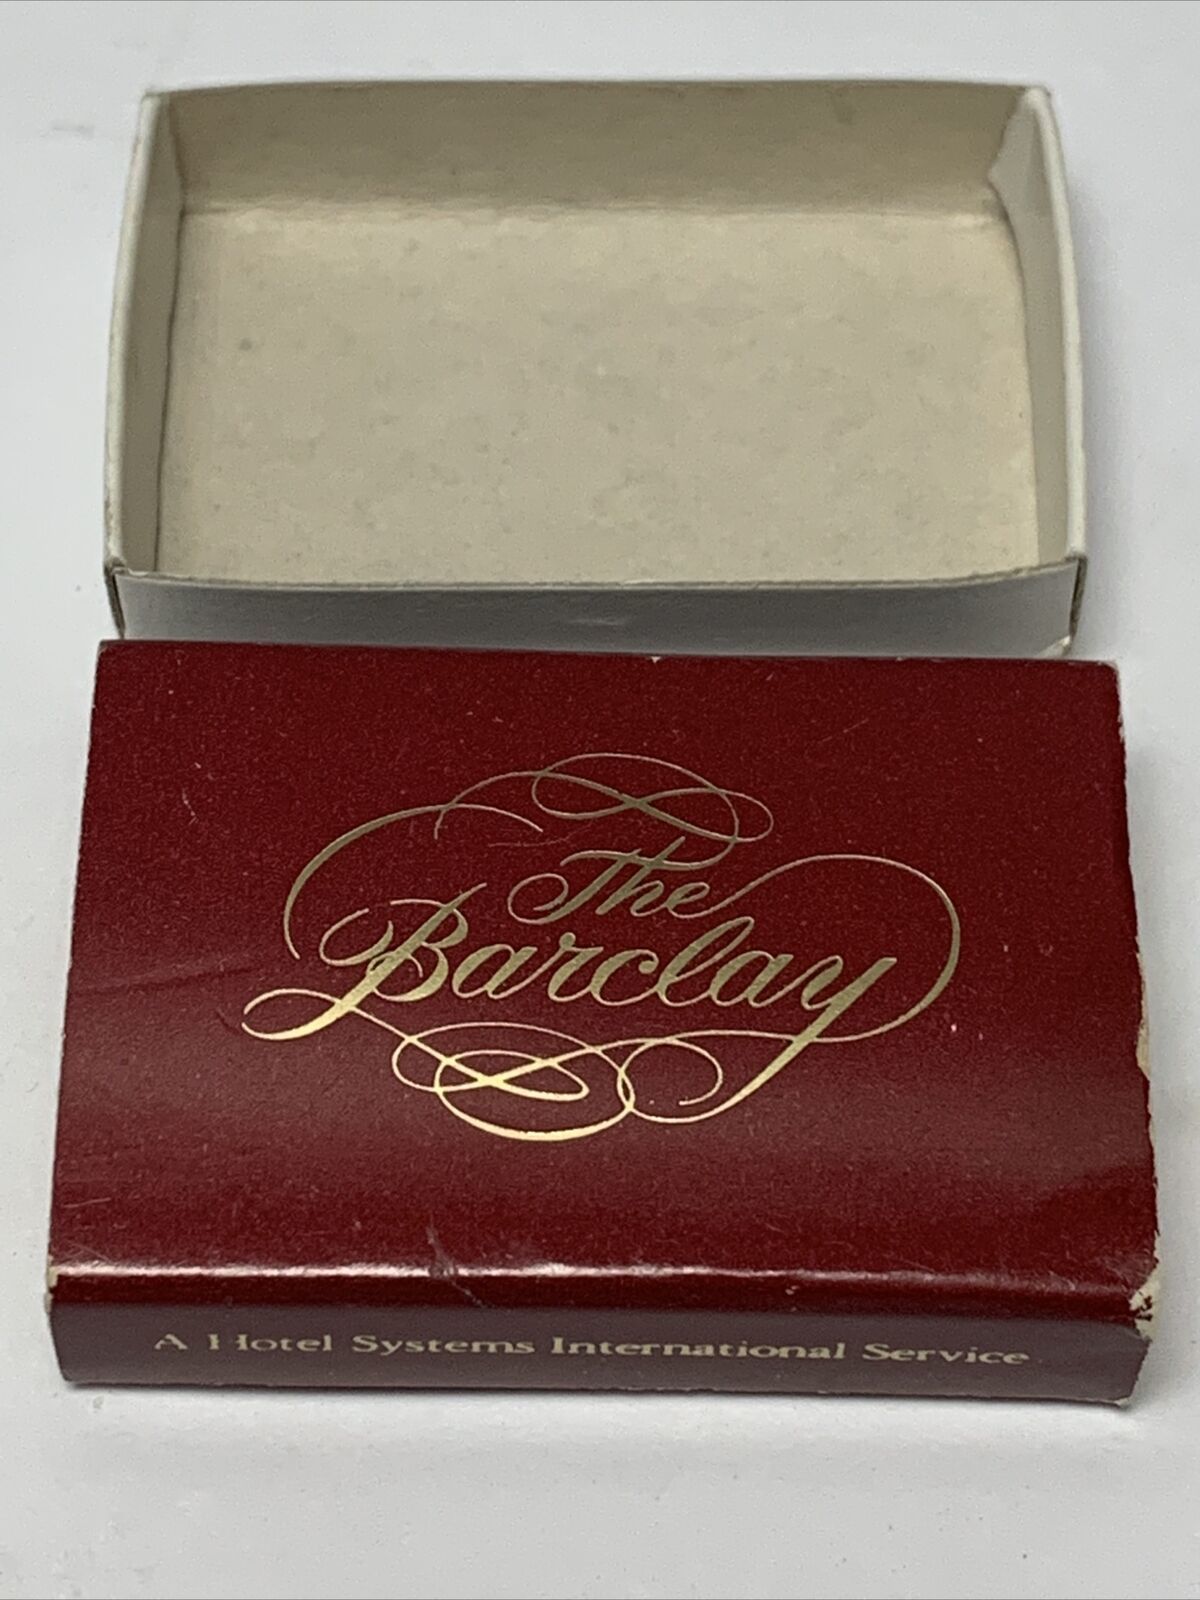 The
Barclay
A Hotel Systems International Service